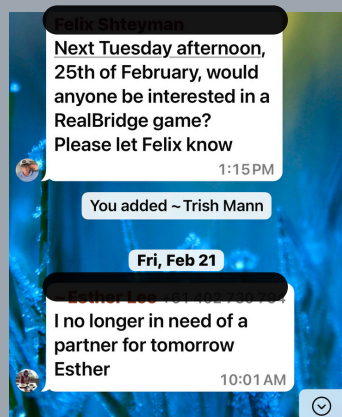 Next Tuesday afternoon,
25th of February, would
anyone be interested in a
RealBridge game?
Please let Felix know
1:15 PM
You added ~ Trish Mann
Fri, Feb 21
I no longer in need of a
partner for tomorrow
Esther
10:01 AM